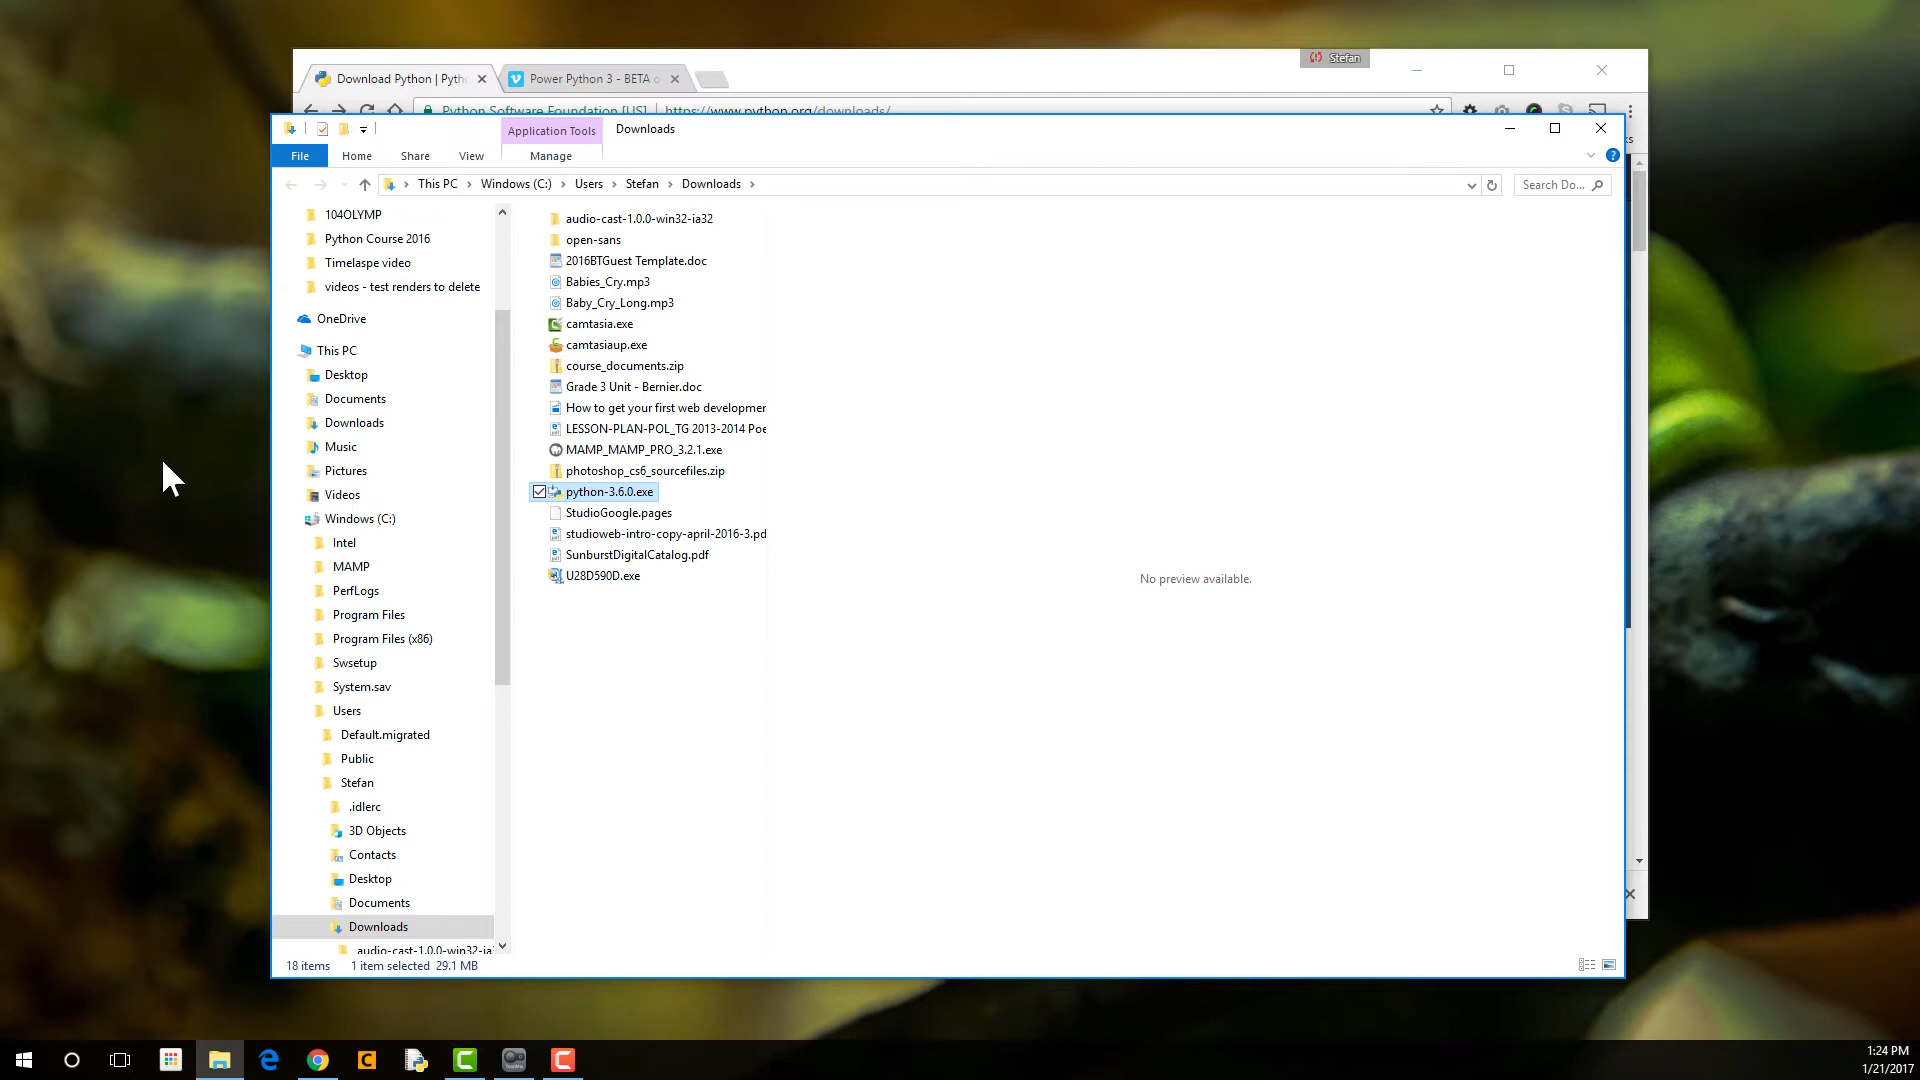 Stefan
Download Python | Pyth
Power Python 3 - BETA o
Python Software Foundation [US]
https://www.python.org/downloads/
Application Tools
Downloads
File
Home
Share
View
Manage
This PC
Windows (C:)
Users
Stefan
Downloads
Search Do...
104OLYMP
Python Course 2016
Timelaspe video
videos - test renders to delete
OneDrive
This PC
Desktop
Documents
Downloads
Music
Pictures
Videos
Windows (C:)
Intel
MAMP
PerfLogs
Program Files
Program Files (x86)
Swsetup
System.sav
Users
Default.migrated
Public
Stefan
.idlerc
3D Objects
Contacts
Desktop
Documents
Downloads
audio-cast-1.0.0-win32-ia
audio-cast-1.0.0-win32-ia32
open-sans
2016BTGuest Template.doc
Babies_Cry.mp3
Baby_Cry_Long.mp3
camtasia.exe
camtasiaup.exe
course_documents.zip
Grade 3 Unit - Bernier.doc
How to get your first web developmer
LESSON-PLAN-POL_TG 2013-2014 Poe
MAMP_MAMP_PRO_3.2.1.exe
photoshop_cs6_sourcefiles.zip
python-3.6.0.exe
StudioGoogle.pages
studioweb-intro-copy-april-2016-3.pd
SunburstDigitalCatalog.pdf
U28D590D.exe
No preview available.
18 items
1 item selected 29.1 MB
1:24 PM
1/21/2017